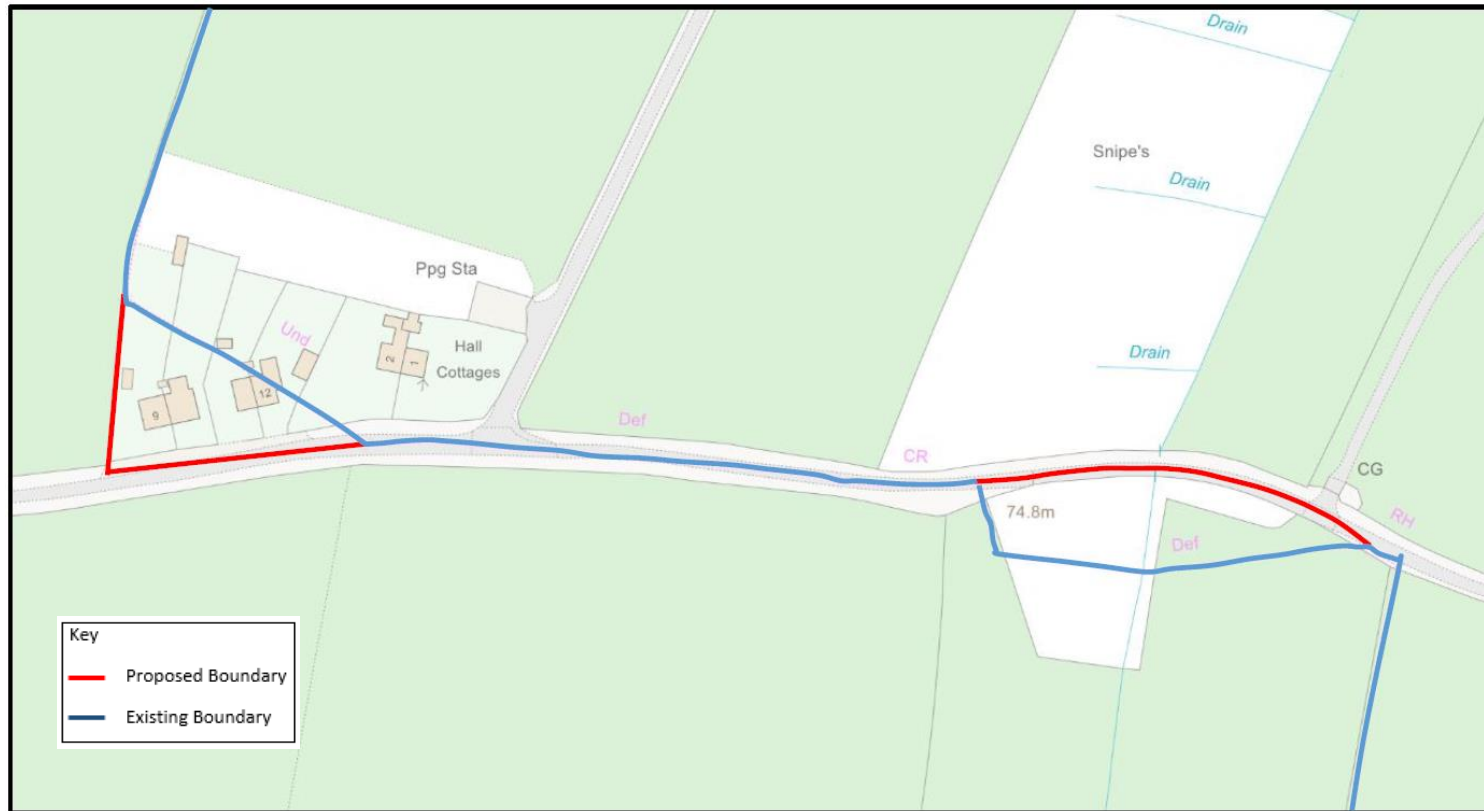 Drain
Snipe's
Drain
Ppg Sta
Und
Hall
Cottages
2
1
Drain
12
9
Def
CR
CG
74.8m
RH
Def
Key
Proposed Boundary
Existing Boundary